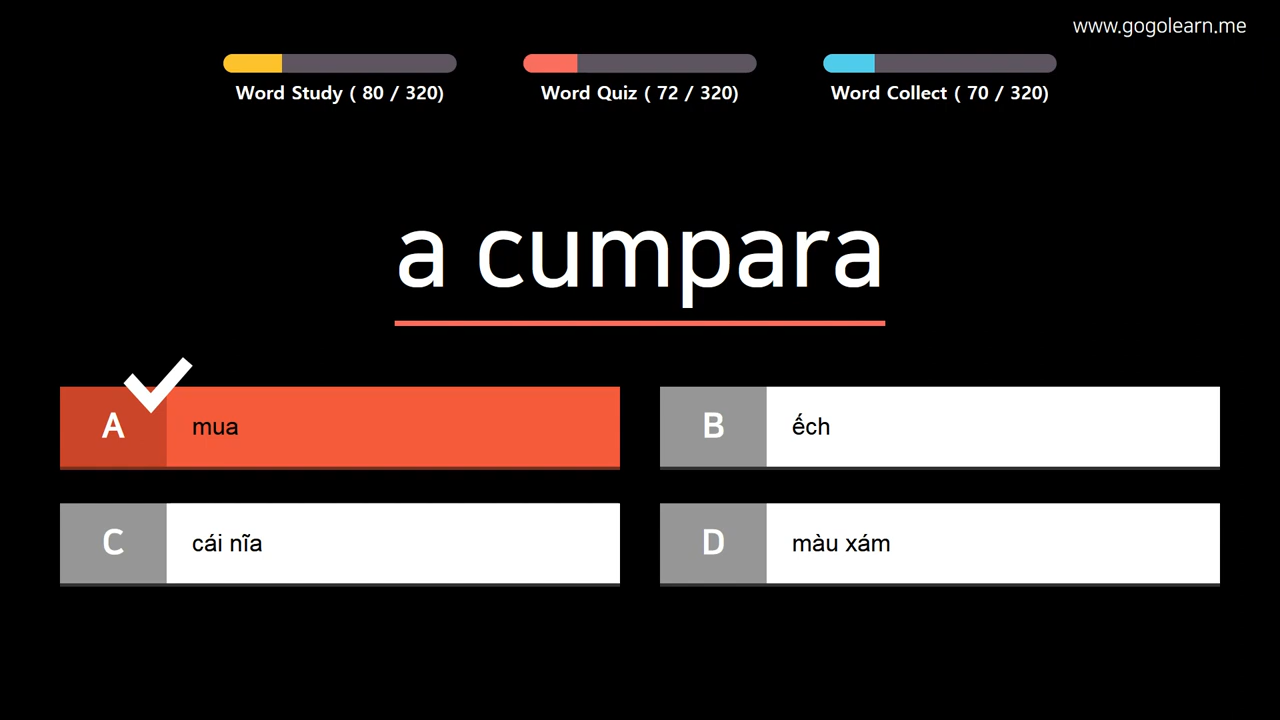 www.gogolearn.me
Word Study ( 80 / 320)
Word Quiz ( 72 / 320)
Word Collect ( 70 / 320)
a cumpara
A
mua
B
ếch
C
cái nĩa
D
màu xám